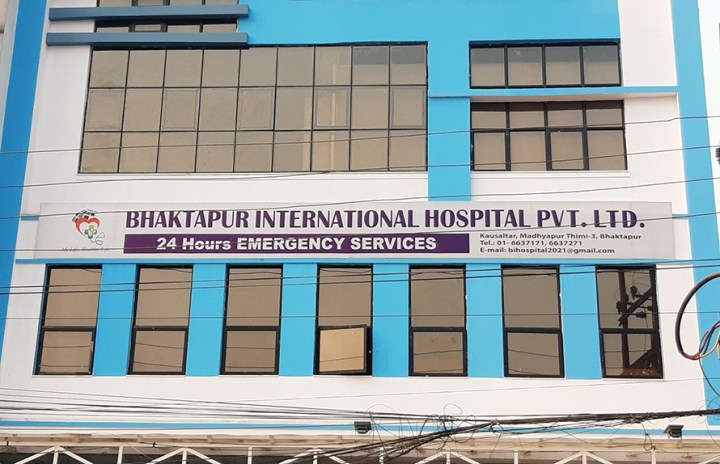 BHAKTAPUR INTERNATIONAL HOSPITAL PVT. LTD.
24 Hours EMERGENCY SERVICES
Kausaltar, Madhyapur Thimi-3, Bhaktapur
Tel.: 01- 6637171, 6637271
E-mail: bihospital2021@gmail.com